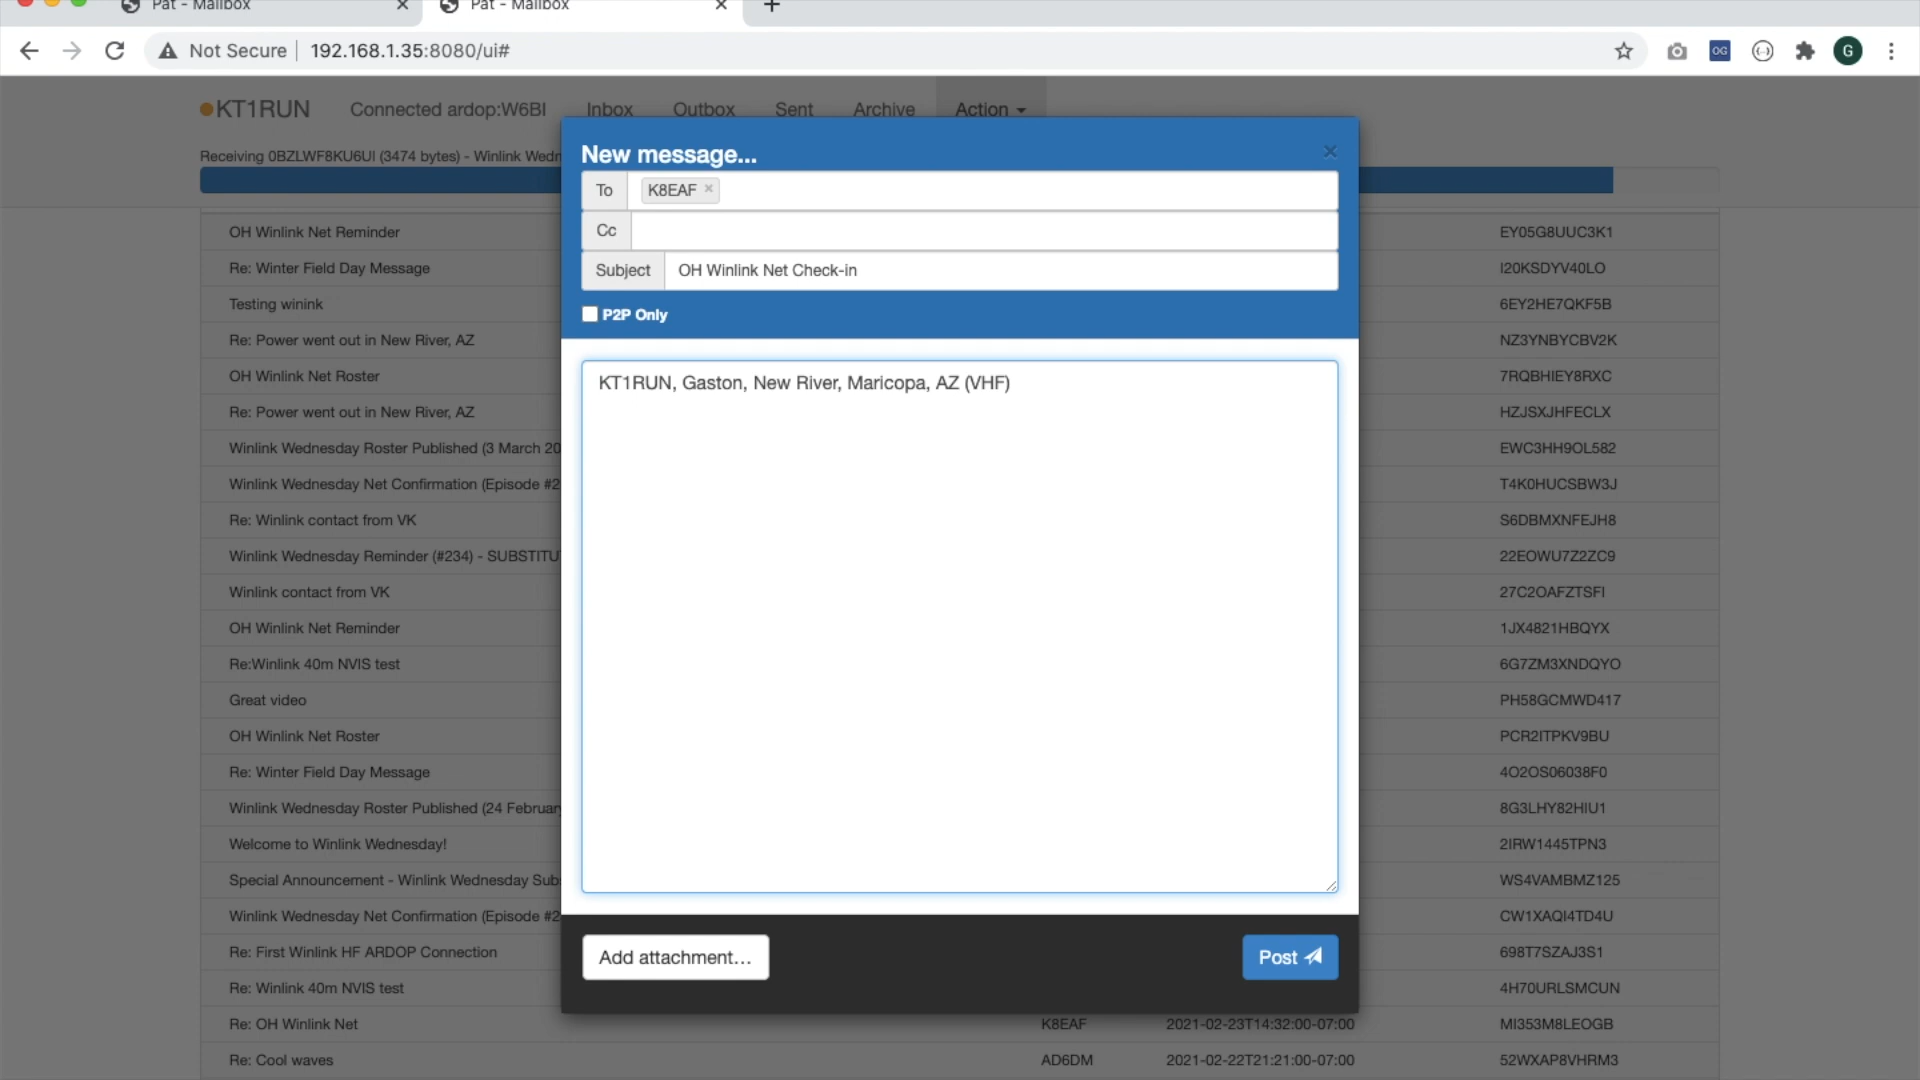 Pat - Mailbox
Pat - Mailbox
Not Secure 192.168.1.35:8080/ui#
OG
G
KT1RUN Connected ardop:W6BI Inbox Outbox Sent Archive Action
Receiving 0BZLWF8KU6UI (3474 bytes) - Winlink Wedn
New message...
To K8EAF
Cc
Subject OH Winlink Net Check-in
P2P Only
KT1RUN, Gaston, New River, Maricopa, AZ (VHF)
Add attachment...
Post
OH Winlink Net Reminder EY05G8UUC3K1
Re: Winter Field Day Message I20KSDYV40LO
Testing winink 6EY2HE7QKF5B
Re: Power went out in New River, AZ NZ3YNBYCBV2K
OH Winlink Net Roster 7RQBHIEY8RXC
Re: Power went out in New River, AZ HZJSXJHFECLX
Winlink Wednesday Roster Published (3 March 20 EWC3HH9OL582
Winlink Wednesday Net Confirmation (Episode #2 T4K0HUCSBW3J
Re: Winlink contact from VK S6DBMXNFEJH8
Winlink Wednesday Reminder (#234) - SUBSTITU 22EOWU7Z2ZC9
Winlink contact from VK 27C2OAFZTSFI
OH Winlink Net Reminder 1JX4821HBQYX
Re:Winlink 40m NVIS test 6G7ZM3XNDQYO
Great video PH58GCMWD417
OH Winlink Net Roster PCR2ITPKV9BU
Re: Winter Field Day Message 4O2OS06038F0
Winlink Wednesday Roster Published (24 February 8G3LHY82HIU1
Welcome to Winlink Wednesday! 2IRW1445TPN3
Special Announcement - Winlink Wednesday Sub WS4VAMBMZ125
Winlink Wednesday Net Confirmation (Episode #2 CW1XAQI4TD4U
Re: First Winlink HF ARDOP Connection 698T7SZAJ3S1
Re: Winlink 40m NVIS test 4H70URLSMCUN
Re: OH Winlink Net K8EAF 2021-02-23T14:32:00-07:00 MI353M8LEOGB
Re: Cool waves AD6DM 2021-02-22T21:21:00-07:00 52WXAP8VHRM3